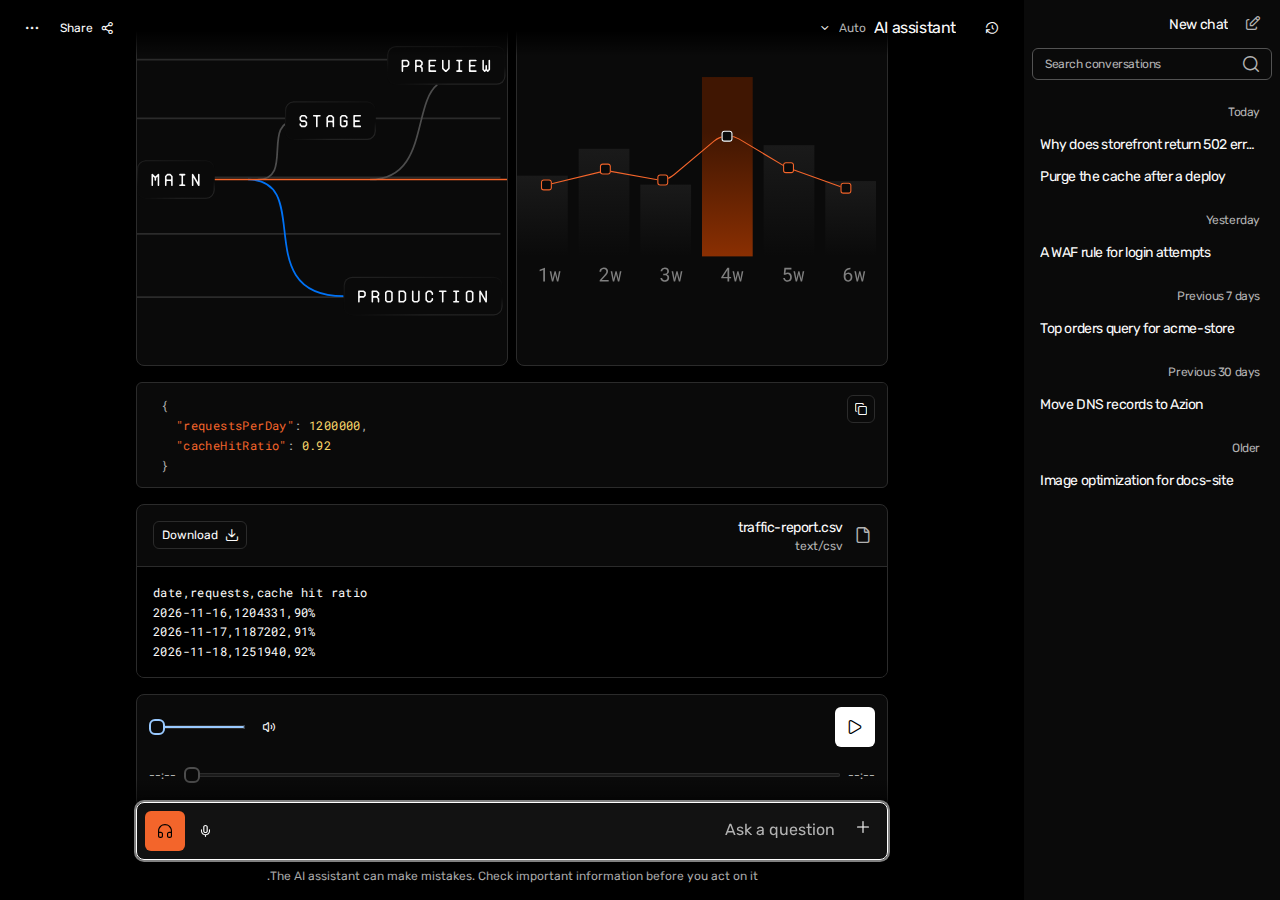 Share
Auto
AI assistant
New chat
Search conversations
Today
Why does storefront return 502 err...
Purge the cache after a deploy
Yesterday
A WAF rule for login attempts
Previous 7 days
Top orders query for acme-store
Previous 30 days
Move DNS records to Azion
Older
Image optimization for docs-site
PREVIEW
STAGE
MAIN
PRODUCTION
1W 2W 3W 4W 5W 6W
{
"requestsPerDay": 1200000,
"cacheHitRatio": 0.92
}
Download
traffic-report.csv
text/csv
date,requests,cache hit ratio
2026-11-16,1204331,90%
2026-11-17,1187202,91%
2026-11-18,1251940,92%
--:--
--:--
Ask a question
.The AI assistant can make mistakes. Check important information before you act on it